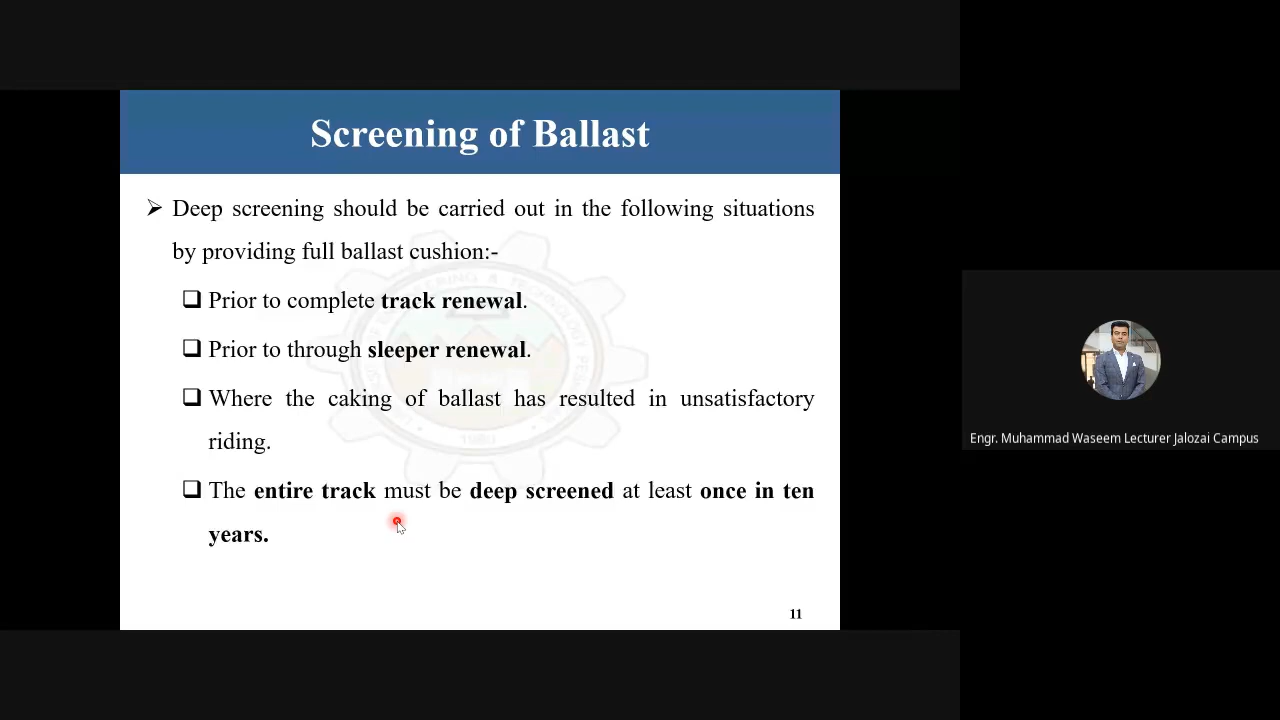 Screening of Ballast
➢ Deep screening should be carried out in the following situations
by providing full ballast cushion:-
❑ Prior to complete track renewal.
❑ Prior to through sleeper renewal.
❑ Where the caking of ballast has resulted in unsatisfactory
riding.
❑ The entire track must be deep screened at least once in ten
years.
11
Engr. Muhammad Waseem Lecturer Jalozai Campus